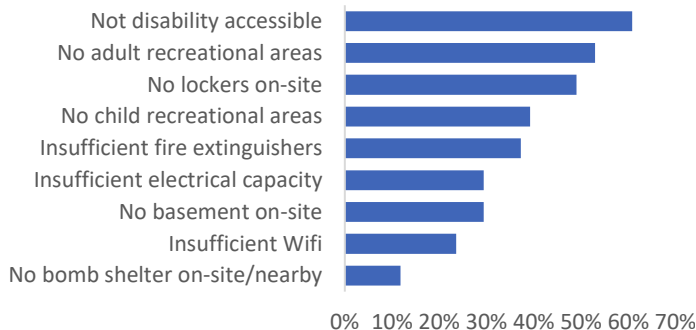 Not disability accessible
No adult recreational areas
No lockers on-site
No child recreational areas
Insufficient fire extinguishers
Insufficient electrical capacity
No basement on-site
Insufficient Wifi
No bomb shelter on-site/nearby
0% 10% 20% 30% 40% 50% 60% 70%